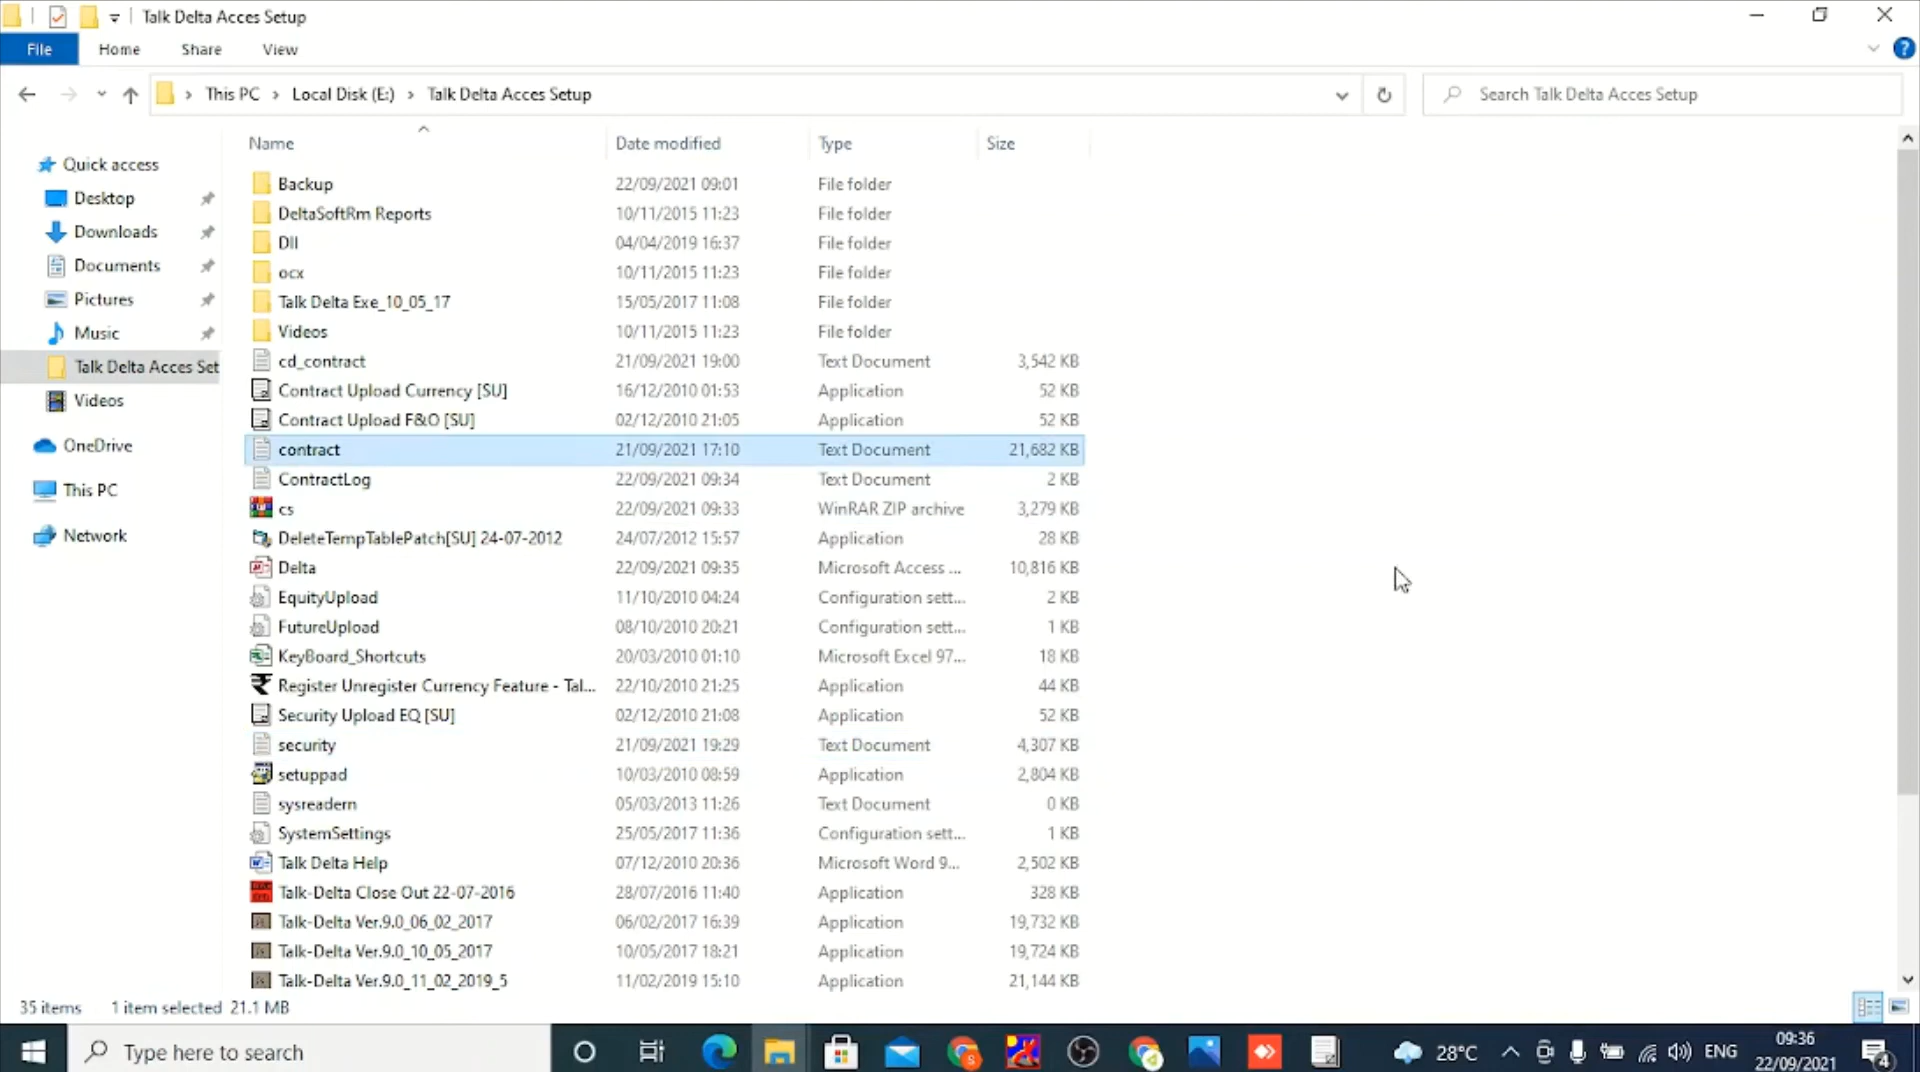 Talk Delta Acces Setup
File Home Share View
This PC Local Disk (E:) Talk Delta Acces Setup
Search Talk Delta Acces Setup
Name Date modified Type Size
Quick access
Desktop
Downloads
Documents
Pictures
Music
Talk Delta Acces Set
Videos
OneDrive
This PC
Network
Backup 22/09/2021 09:01 File folder
DeltaSoftRm Reports 10/11/2015 11:23 File folder
Dll 04/04/2019 16:37 File folder
ocx 10/11/2015 11:23 File folder
Talk Delta Exe_10_05_17 15/05/2017 11:08 File folder
Videos 10/11/2015 11:23 File folder
cd_contract 21/09/2021 19:00 Text Document 3,542 KB
Contract Upload Currency [SU] 16/12/2010 01:53 Application 52 KB
Contract Upload F&O [SU] 02/12/2010 21:05 Application 52 KB
contract 21/09/2021 17:10 Text Document 21,682 KB
ContractLog 22/09/2021 09:34 Text Document 2 KB
cs 22/09/2021 09:33 WinRAR ZIP archive 3,279 KB
DeleteTempTablePatch[SU] 24-07-2012 24/07/2012 15:57 Application 28 KB
Delta 22/09/2021 09:35 Microsoft Access ... 10,816 KB
EquityUpload 11/10/2010 04:24 Configuration sett... 2 KB
FutureUpload 08/10/2010 20:21 Configuration sett... 1 KB
KeyBoard_Shortcuts 20/03/2010 01:10 Microsoft Excel 97... 18 KB
Register Unregister Currency Feature - Tal... 22/10/2010 21:25 Application 44 KB
Security Upload EQ [SU] 02/12/2010 21:08 Application 52 KB
security 21/09/2021 19:29 Text Document 4,307 KB
setuppad 10/03/2010 08:59 Application 2,804 KB
sysreadern 05/03/2013 11:26 Text Document 0 KB
SystemSettings 25/05/2017 11:36 Configuration sett... 1 KB
Talk Delta Help 07/12/2010 20:36 Microsoft Word 9... 2,502 KB
Talk-Delta Close Out 22-07-2016 28/07/2016 11:40 Application 328 KB
Talk-Delta Ver.9.0_06_02_2017 06/02/2017 16:39 Application 19,732 KB
Talk-Delta Ver.9.0_10_05_2017 10/05/2017 18:21 Application 19,724 KB
Talk-Delta Ver.9.0_11_02_2019_5 11/02/2019 15:10 Application 21,144 KB
35 items 1 item selected 21.1 MB
Type here to search
28°C ENG
09:36
22/09/2021
4